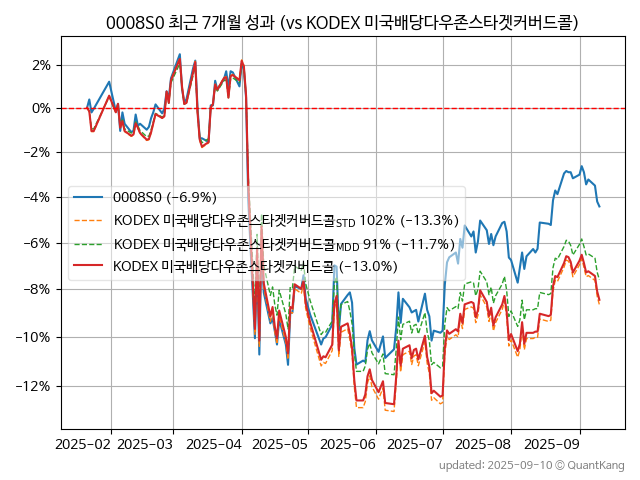 0008S0 최근 7개월 성과 (vs KODEX 미국배당다우존스타겟커버드콜)
2%
0%
−2%
−4%
−6%
−8%
−10%
−12%
0008S0 (−6.9%)
KODEX 미국배당다우존스타겟커버드콜STD 102% (−13.3%)
KODEX 미국배당다우존스타겟커버드콜MDD 91% (−11.7%)
KODEX 미국배당다우존스타겟커버드콜 (−13.0%)
2025-02 2025-03 2025-04 2025-05 2025-06 2025-07 2025-08 2025-09
updated: 2025-09-10 © QuantKang